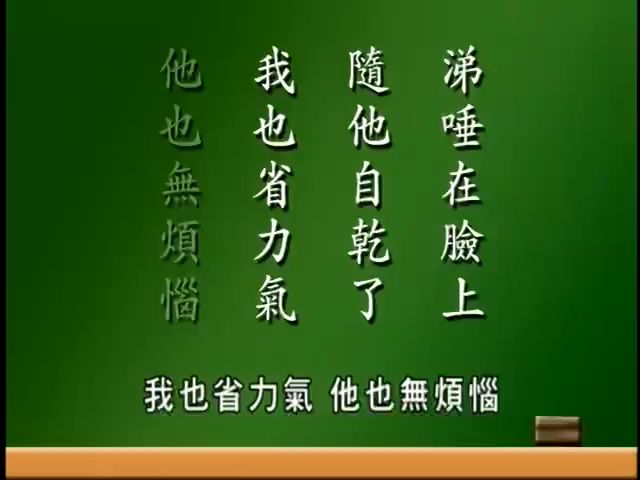 涕唾在臉上
隨他自乾了
我也省力氣
他也無煩惱
我也省力氣 他也無煩惱